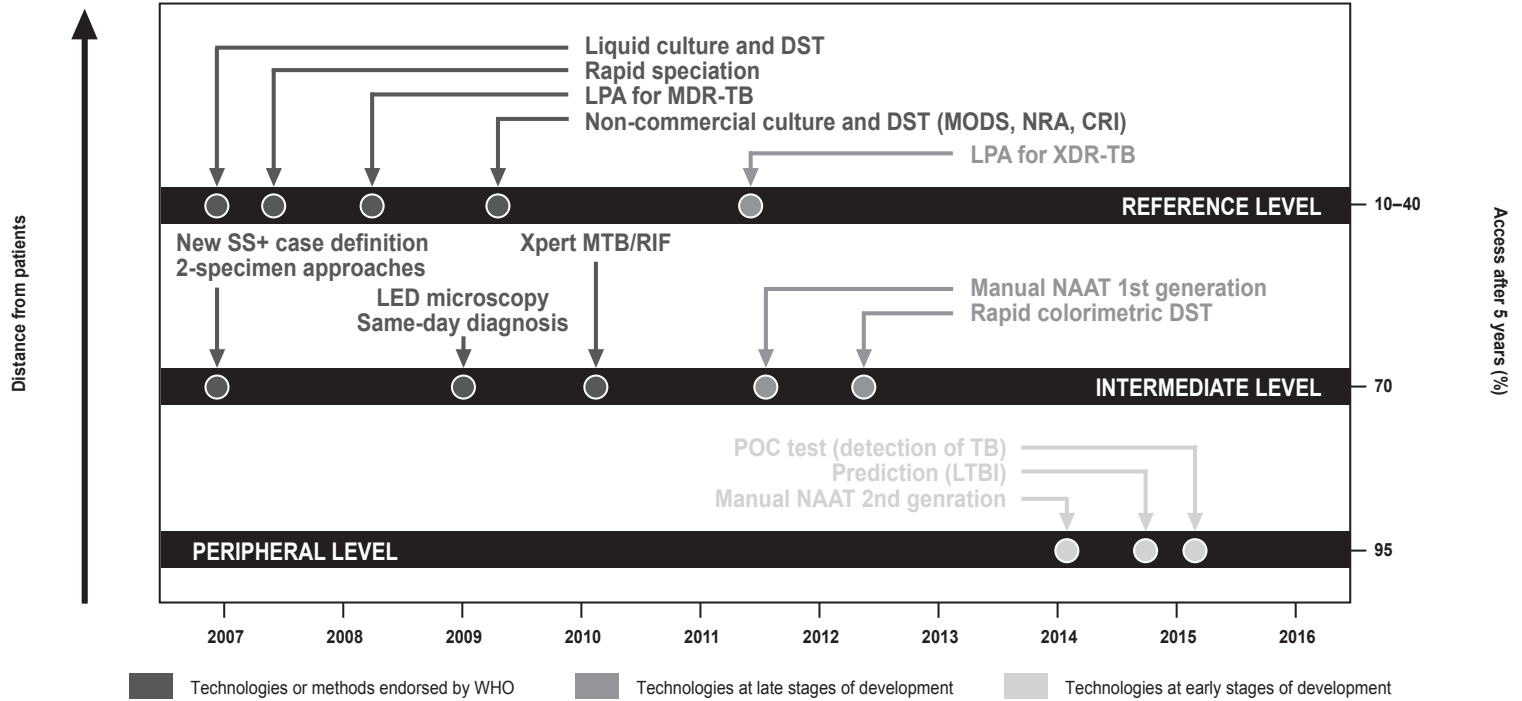 Liquid culture and DST
Rapid speciation
LPA for MDR-TB
Non-commercial culture and DST (MODS, NRA, CRI)
LPA for XDR-TB
REFERENCE LEVEL
10–40
New SS+ case definition
2-specimen approaches
Xpert MTB/RIF
LED microscopy
Same-day diagnosis
Manual NAAT 1st generation
Rapid colorimetric DST
INTERMEDIATE LEVEL
70
POC test (detection of TB)
Prediction (LTBI)
Manual NAAT 2nd genration
PERIPHERAL LEVEL
95
Distance from patients
Access after 5 years (%)
2007 2008 2009 2010 2011 2012 2013 2014 2015 2016
Technologies or methods endorsed by WHO
Technologies at late stages of development
Technologies at early stages of development